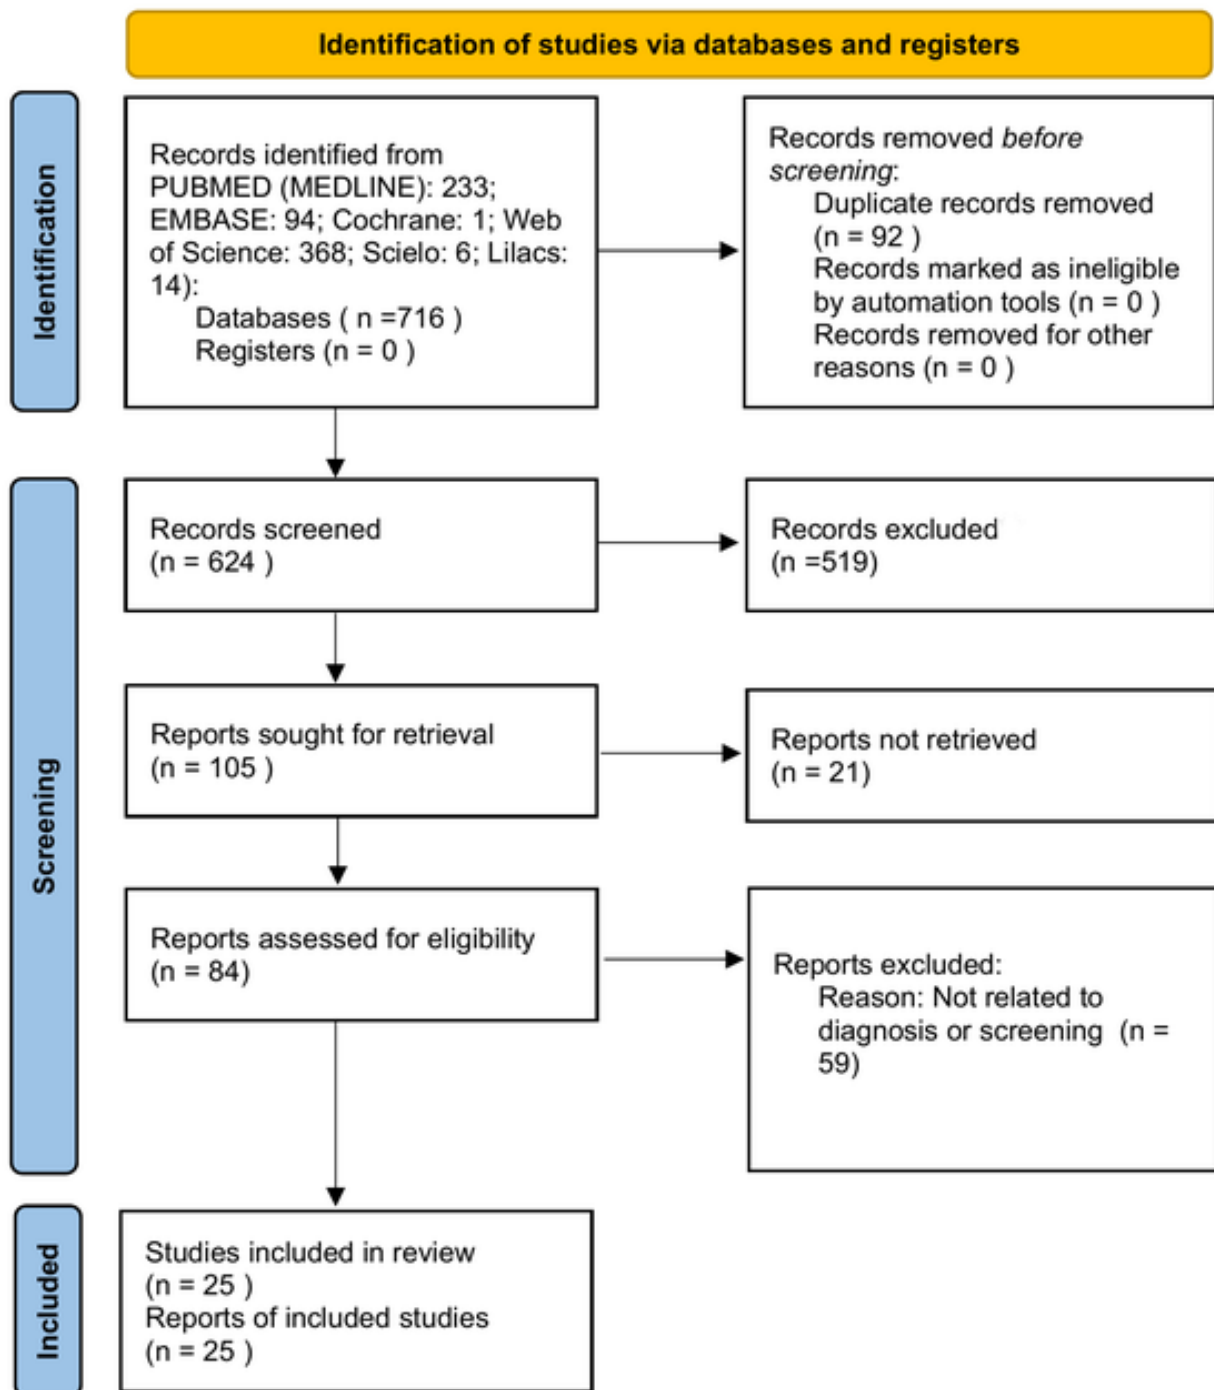 Identification of studies via databases and registers
Identification
Records identified from
PUBMED (MEDLINE): 233;
EMBASE: 94; Cochrane: 1; Web
of Science: 368; Scielo: 6; Lilacs:
14):
Databases ( n =716 )
Registers (n = 0 )
Records removed before
screening:
Duplicate records removed
(n = 92 )
Records marked as ineligible
by automation tools (n = 0 )
Records removed for other
reasons (n = 0 )
Screening
Records screened
(n = 624 )
Records excluded
(n =519)
Reports sought for retrieval
(n = 105 )
Reports not retrieved
(n = 21)
Reports assessed for eligibility
(n = 84)
Reports excluded:
Reason: Not related to
diagnosis or screening  (n =
59)
Included
Studies included in review
(n = 25 )
Reports of included studies
(n = 25 )